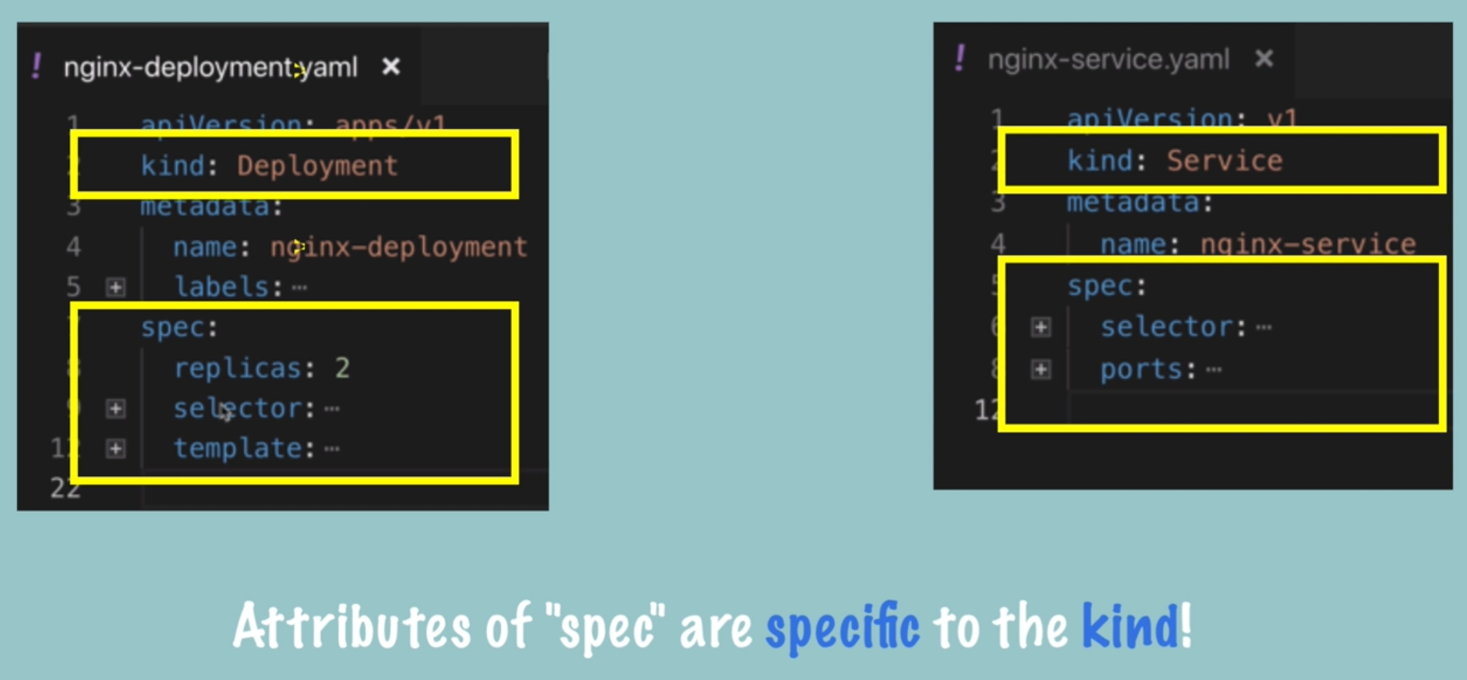 ! nginx-deployment.yaml ×
1 apiVersion: apps/v1
2 kind: Deployment
3 metadata:
4 name: nginx-deployment
5 labels: ...
7 spec:
8 replicas: 2
9 selector: ...
12 template: ...
22
! nginx-service.yaml ×
1 apiVersion: v1
2 kind: Service
3 metadata:
4 name: nginx-service
5 spec:
6 selector: ...
8 ports: ...
12
Attributes of "spec" are specific to the kind!